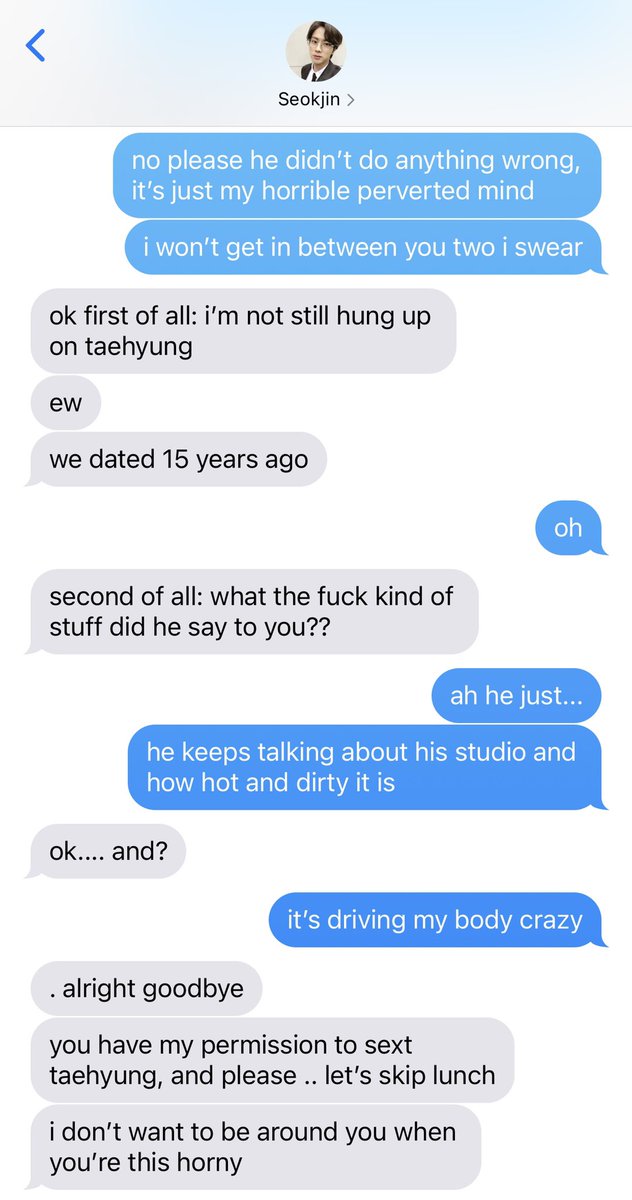 Seokjin
no please he didn’t do anything wrong,
it’s just my horrible perverted mind
i won’t get in between you two i swear
ok first of all: i’m not still hung up
on taehyung
ew
we dated 15 years ago
oh
second of all: what the fuck kind of
stuff did he say to you??
ah he just...
he keeps talking about his studio and
how hot and dirty it is
ok.... and?
it’s driving my body crazy
. alright goodbye
you have my permission to sext
taehyung, and please .. let’s skip lunch
i don’t want to be around you when
you’re this horny